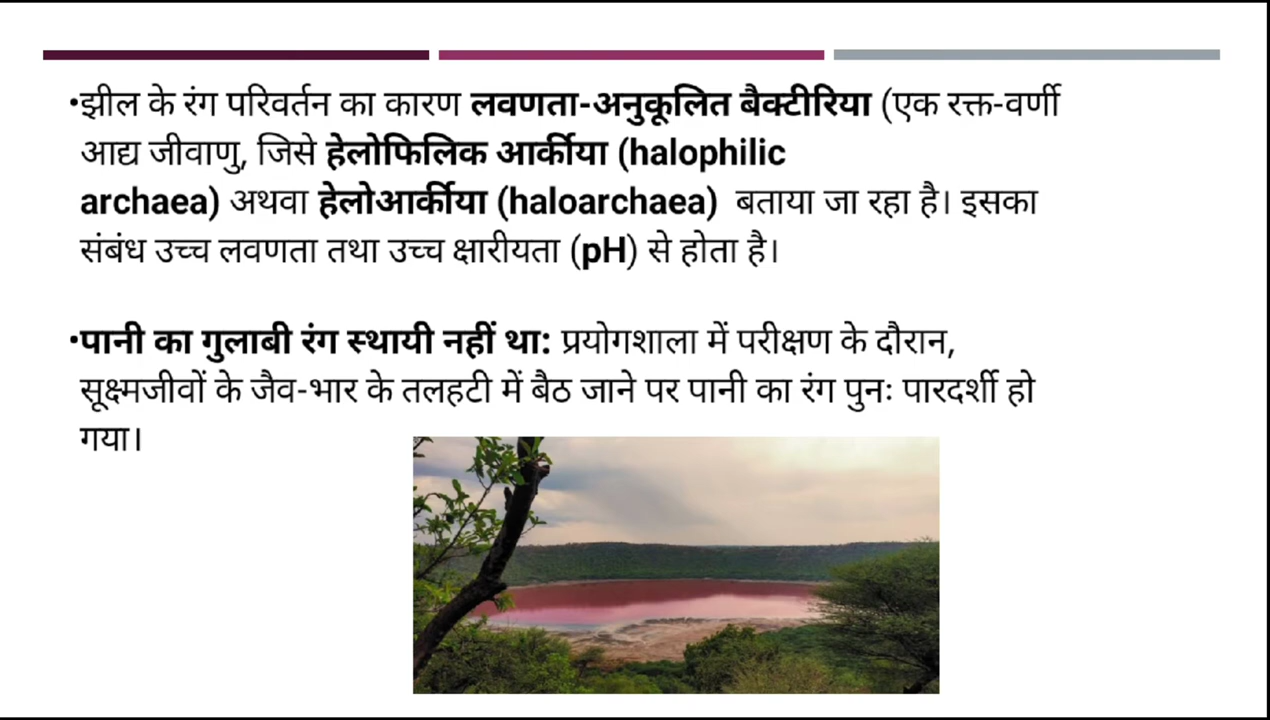 •झील के रंग परिवर्तन का कारण लवणता-अनुकूलित बैक्टीरिया (एक रक्त-वर्णी
आद्य जीवाणु, जिसे हेलोफिलिक आर्कीया (halophilic
archaea) अथवा हेलोआर्कीया (haloarchaea) बताया जा रहा है। इसका
संबंध उच्च लवणता तथा उच्च क्षारीयता (pH) से होता है।
•पानी का गुलाबी रंग स्थायी नहीं था: प्रयोगशाला में परीक्षण के दौरान,
सूक्ष्मजीवों के जैव-भार के तलहटी में बैठ जाने पर पानी का रंग पुनः पारदर्शी हो
गया।